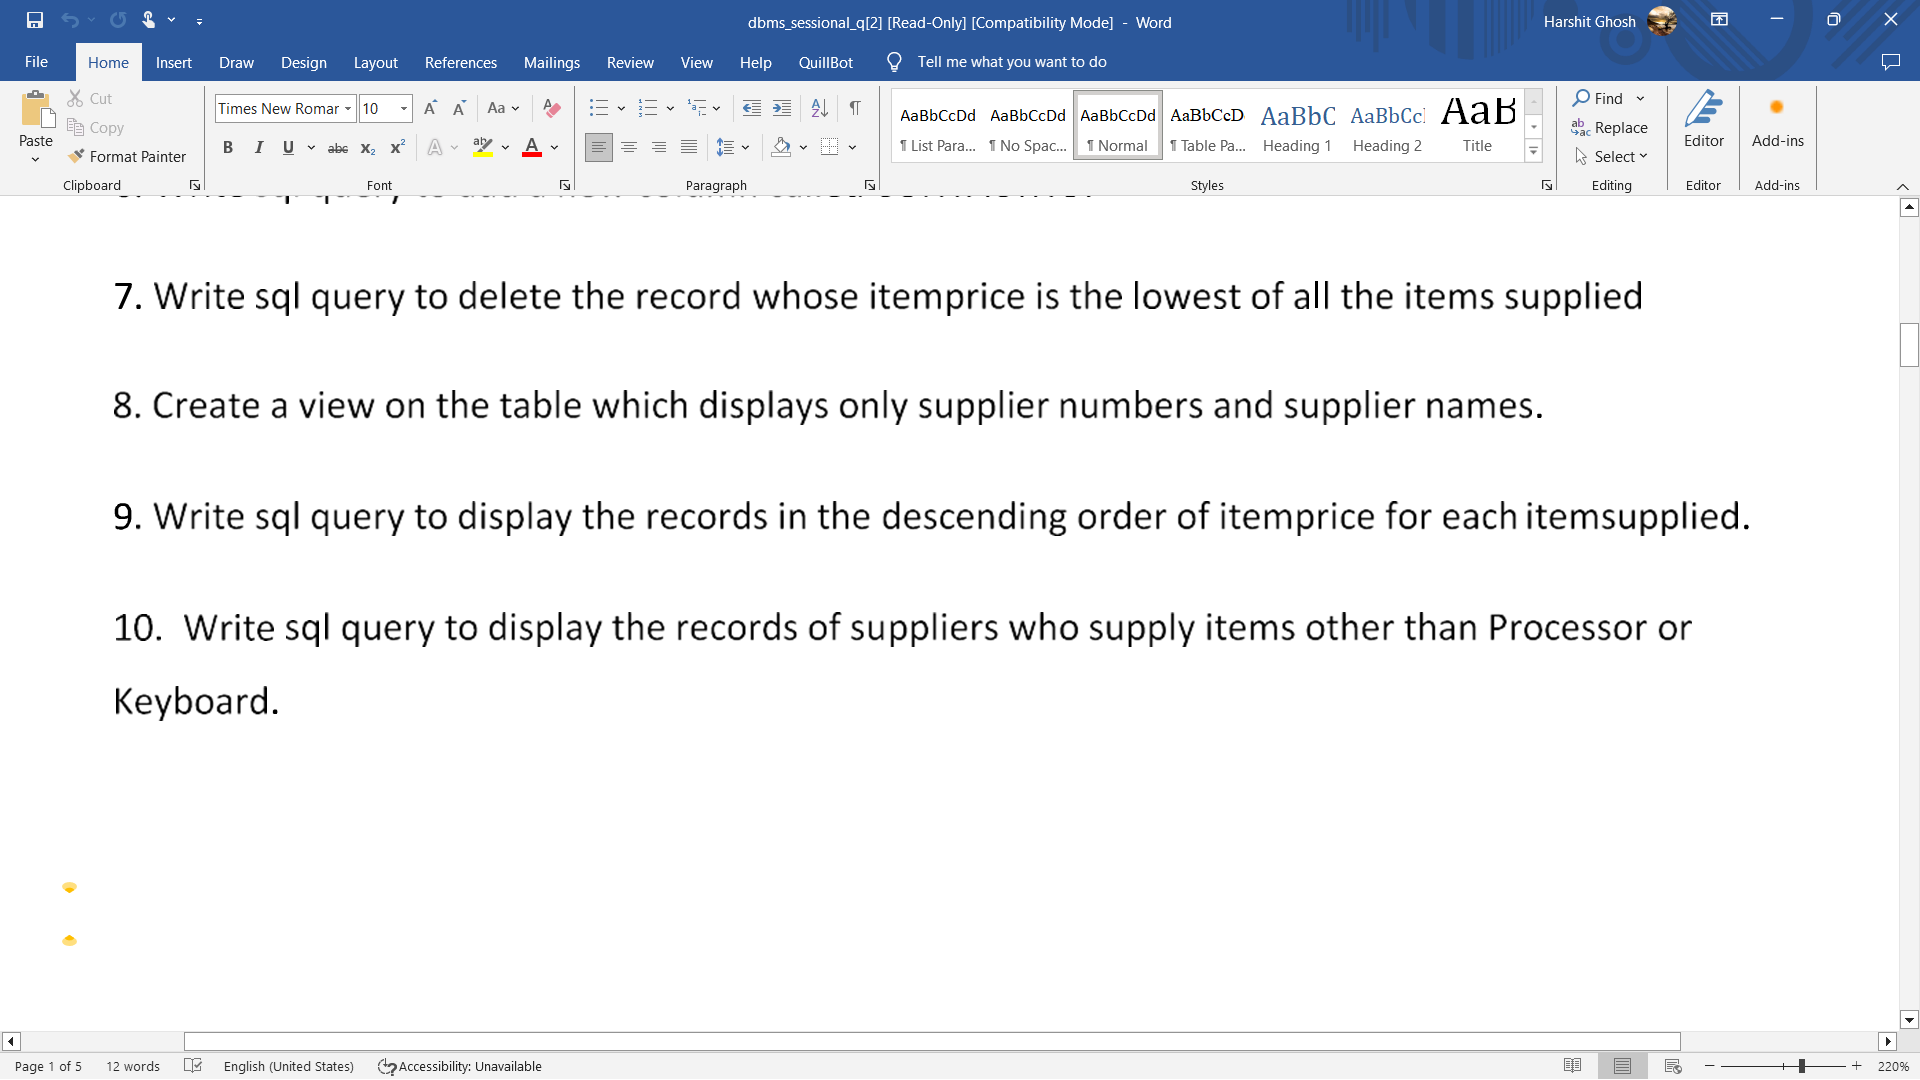 dbms_sessional_q[2] [Read-Only] [Compatibility Mode] - Word
Harshit Ghosh
File Home Insert Draw Design Layout References Mailings Review View Help QuillBot Tell me what you want to do
Paste
Cut
Copy
Format Painter
Clipboard
Times New Romar 10
Font
Paragraph
AaBbCcDd AaBbCcDd AaBbCcDd AaBbCcD AaBbC AaBbCc AaB
¶ List Para... ¶ No Spac... ¶ Normal ¶ Table Pa... Heading 1 Heading 2 Title
Styles
Find
Replace
Select
Editing
Editor
Editor
Add-ins
Add-ins
7. Write sql query to delete the record whose itemprice is the lowest of all the items supplied
8. Create a view on the table which displays only supplier numbers and supplier names.
9. Write sql query to display the records in the descending order of itemprice for each itemsupplied.
10. Write sql query to display the records of suppliers who supply items other than Processor or
Keyboard.
Page 1 of 5 12 words English (United States) Accessibility: Unavailable 220%